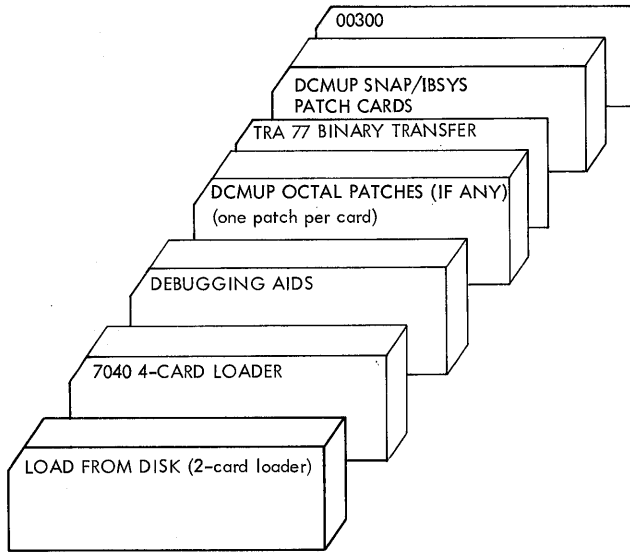 00300
DCMUP SNAP/IBSYS
PATCH CARDS
TRA 77 BINARY TRANSFER
DCMUP OCTAL PATCHES (IF ANY)
(one patch per card)
DEBUGGING AIDS
7040 4-CARD LOADER
LOAD FROM DISK (2-card loader)